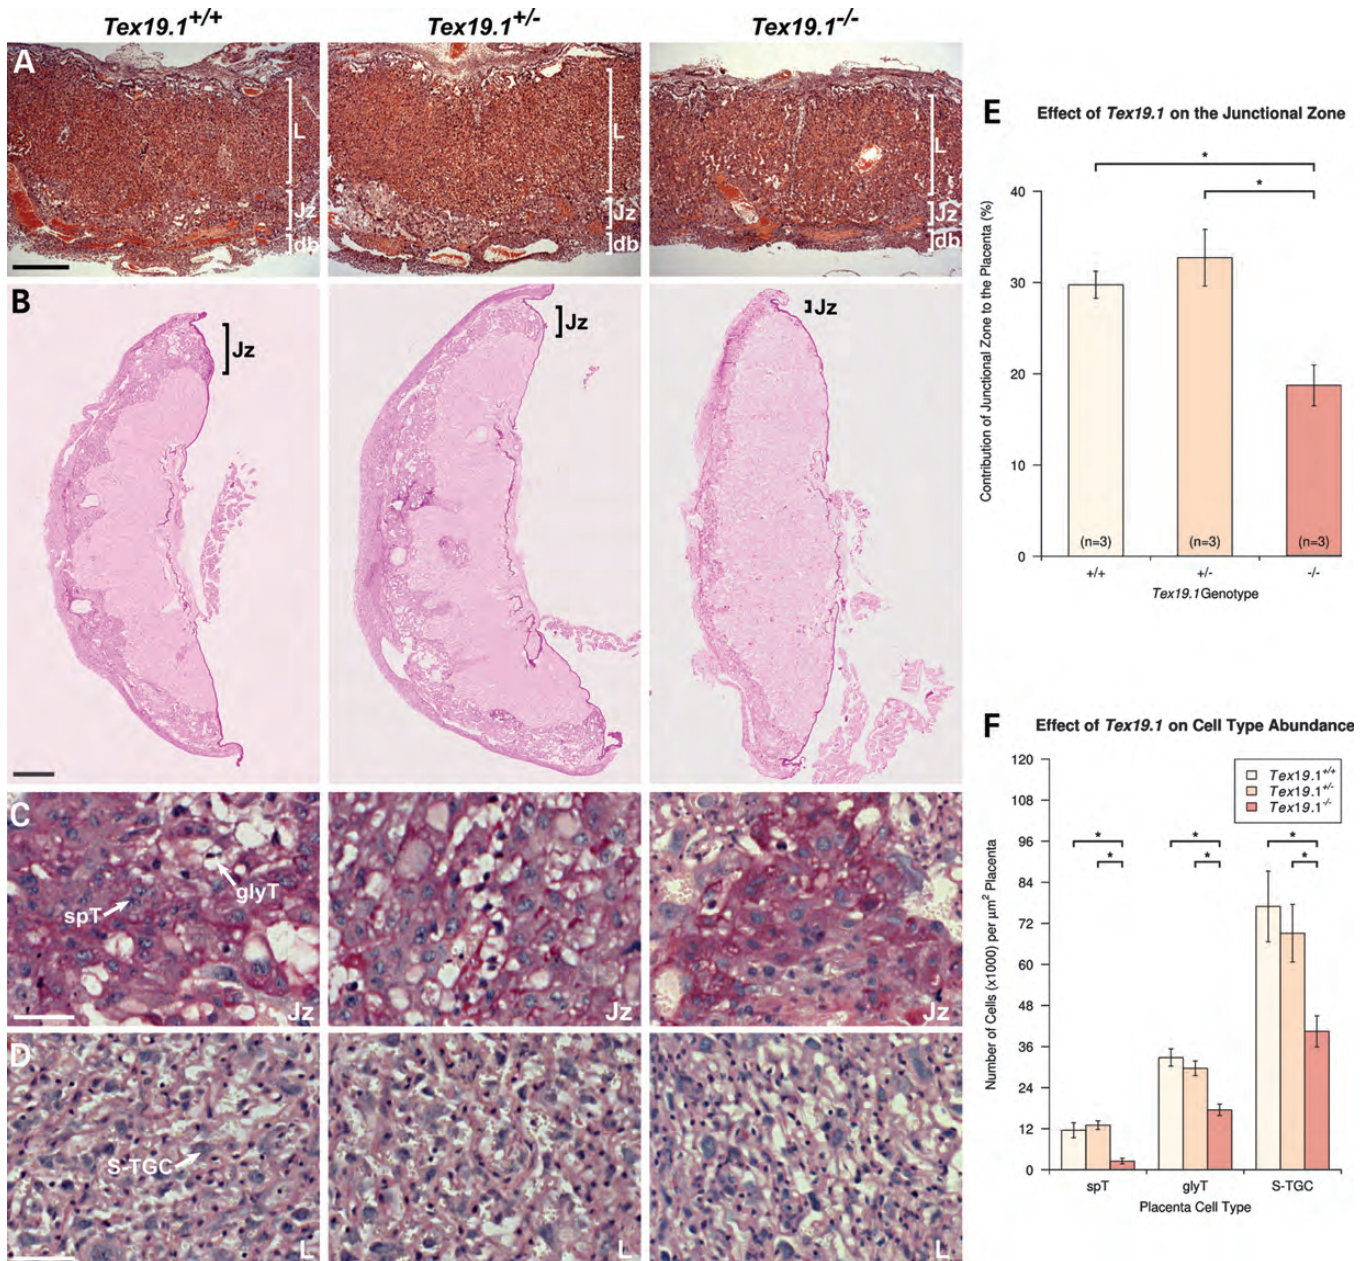 Tex19.1+/+ Tex19.1+/- Tex19.1-/-
A
L
Jz
db
L
Jz
db
L
Jz
db
B
Jz
Jz
Jz
C
glyT
spT
Jz
Jz
Jz
D
S-TGC
L
L
L
E Effect of Tex19.1 on the Junctional Zone
*
*
Contribution of Junctional Zone to the Placenta (%)
40
30
20
10
0
(n=3) (n=3) (n=3)
+/+ +/- -/-
Tex19.1Genotype
F Effect of Tex19.1 on Cell Type Abundance
Tex19.1+/+
Tex19.1+/-
Tex19.1-/-
Number of Cells (x1000) per µm² Placenta
120
108
96
84
72
60
48
36
24
12
0
* * *
* * *
spT glyT S-TGC
Placenta Cell Type